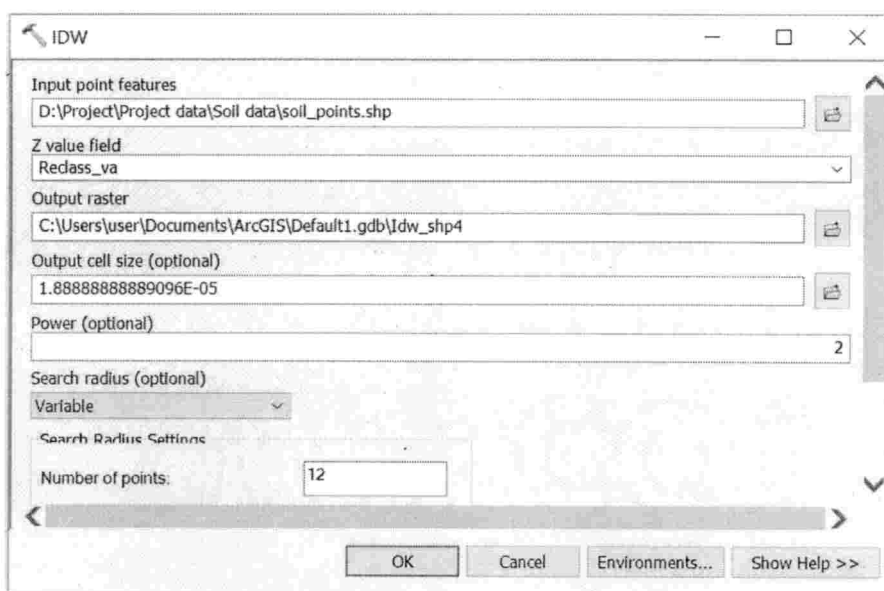 IDW
Input point features
D:\Project\Project data\Soil data\soil_points.shp
Z value field
Reclass_va
Output raster
C:\Users\user\Documents\ArcGIS\Default1.gdb\Idw_shp4
Output cell size (optional)
1.88888888889096E-05
Power (optional)
2
Search radius (optional)
Variable
Search Radius Settings
Number of points:
12
OK Cancel Environments... Show Help >>